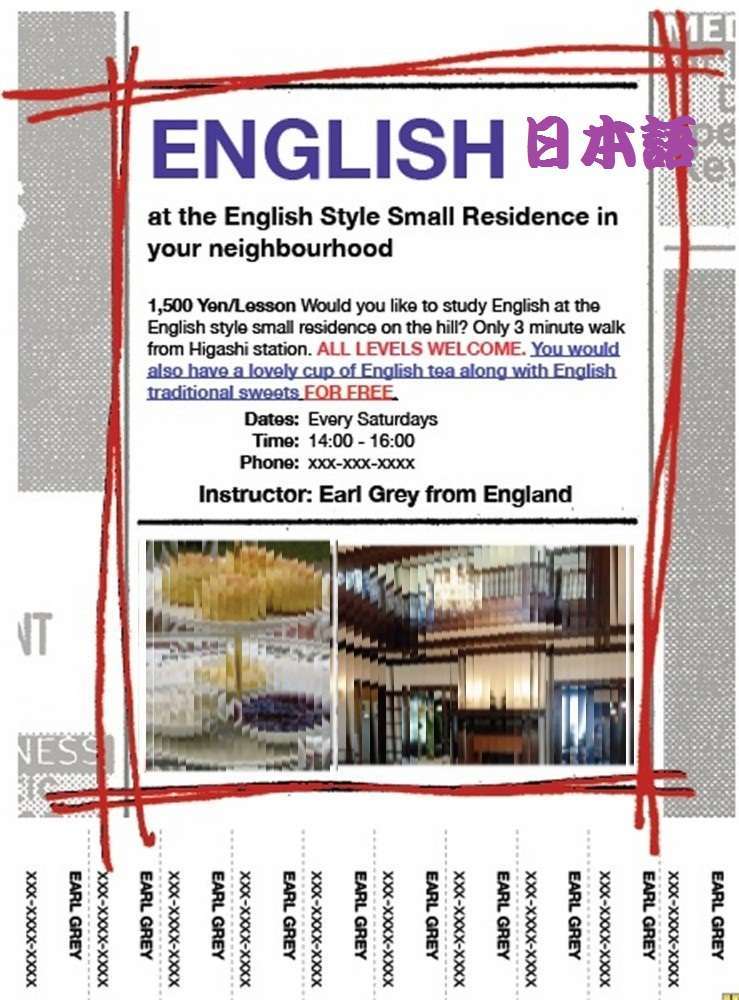 MED
ENGLISH 日本語
at the English Style Small Residence in
your neighbourhood
1,500 Yen/Lesson Would you like to study English at the
English style small residence on the hill? Only 3 minute walk
from Higashi station. ALL LEVELS WELCOME. You would
also have a lovely cup of English tea along with English
traditional sweets FOR FREE.
Dates: Every Saturdays
Time: 14:00 - 16:00
Phone: xxx-xxx-xxxx
Instructor: Earl Grey from England
NT
NESS
xxx-xxxx-xxxx
EARL GREY
xxx-xxxx-xxxx
EARL GREY
xxx-xxxx-xxxx
EARL GREY
xxx-xxxx-xxxx
EARL GREY
xxx-xxxx-xxxx
EARL GREY
xxx-xxxx-xxxx
EARL GREY
xxx-xxxx-xxxx
EARL GREY
xxx-xxxx-xxxx
EARL GREY
xxx-xxxx-xxxx
EARL GREY
xxx-xxxx-xxxx
EARL GREY